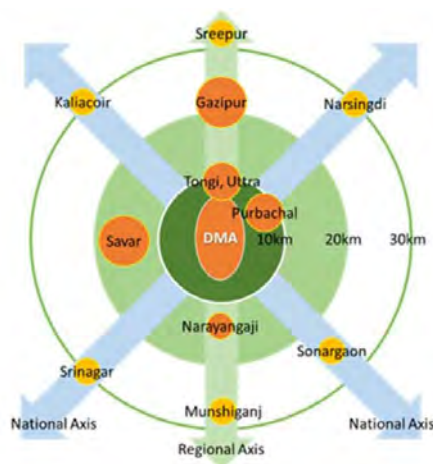 Sreepur
Kaliacoir
Gazipur
Narsingdi
Tongi, Uttra
Purbachal
Savar
DMA
10km
20km
30km
Narayangaji
Sonargaon
Srinagar
Munshiganj
National Axis
National Axis
Regional Axis